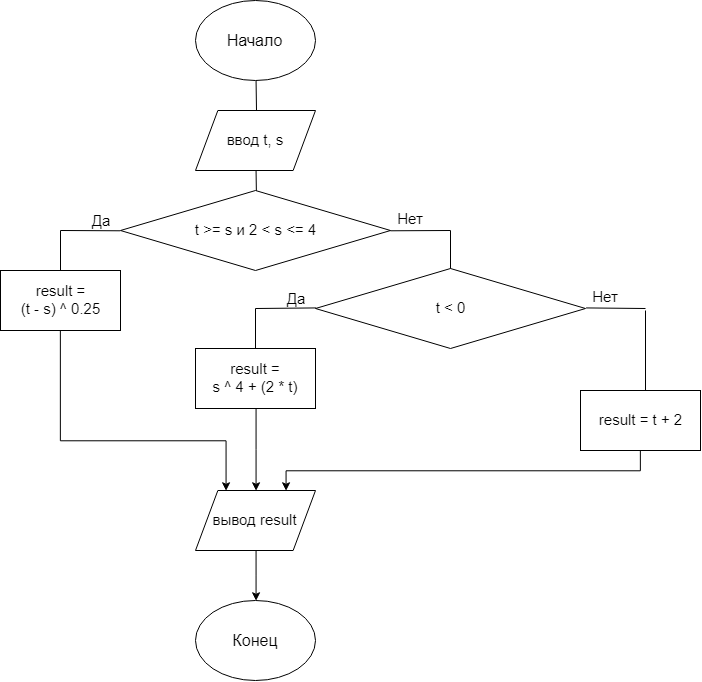 Начало
ввод t, s
t >= s и 2 < s <= 4
Да
Нет
result =
(t - s) ^ 0.25
t < 0
Да
Нет
result =
s ^ 4 + (2 * t)
result = t + 2
вывод result
Конец